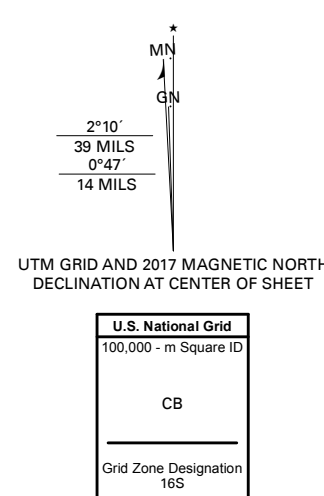 ★
MN
GN
2°10´
39 MILS
0°47´
14 MILS
UTM GRID AND 2017 MAGNETIC NORTH
DECLINATION AT CENTER OF SHEET
U.S. National Grid
100,000 - m Square ID
CB
Grid Zone Designation
16S